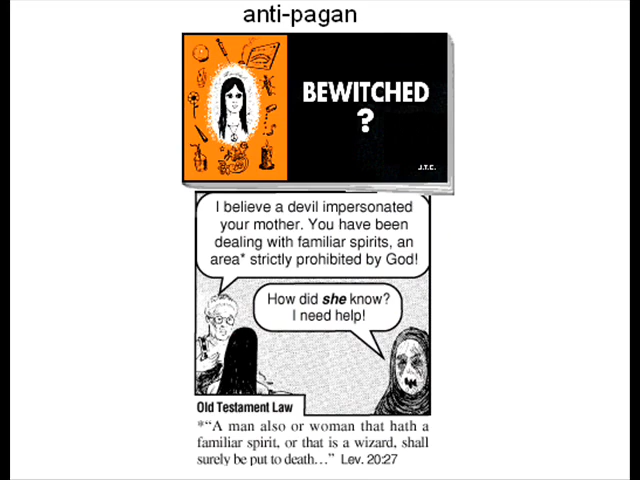 anti-pagan
BEWITCHED
?
J.T.C.
I believe a devil impersonated
your mother. You have been
dealing with familiar spirits, an
area* strictly prohibited by God!
How did she know?
I need help!
Old Testament Law
*“A man also or woman that hath a
familiar spirit, or that is a wizard, shall
surely be put to death…” Lev. 20:27